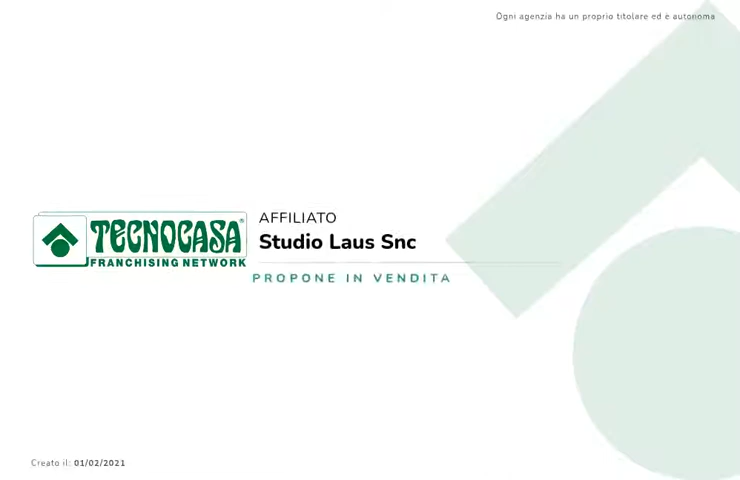 Ogni agenzia ha un proprio titolare ed è autonoma
TECNOCASA®
FRANCHISING NETWORK
AFFILIATO
Studio Laus Snc
PROPONE IN VENDITA
Creato il: 01/02/2021